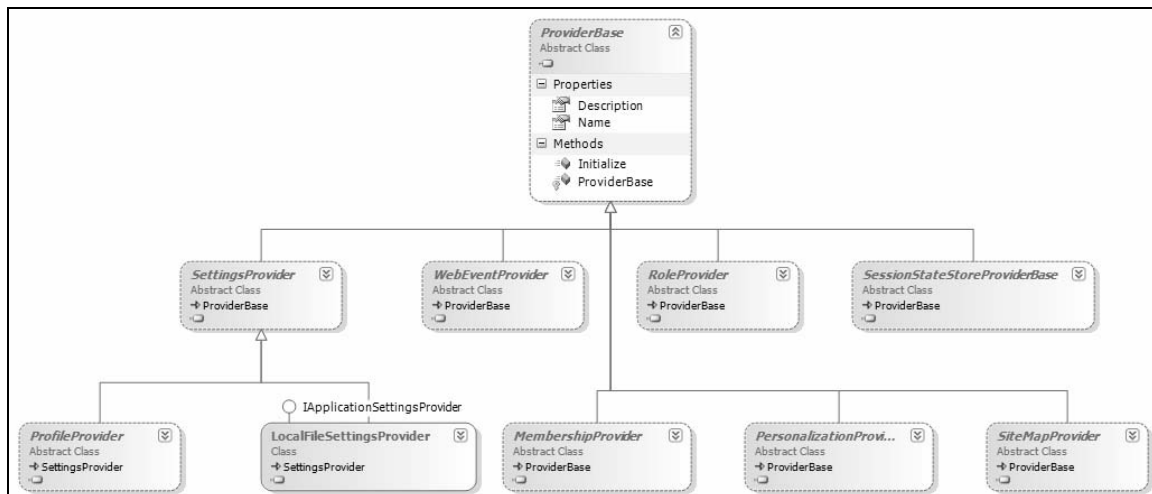 ProviderBase
Abstract Class
Properties
Description
Name
Methods
Initialize
ProviderBase
SettingsProvider
Abstract Class
ProviderBase
WebEventProvider
Abstract Class
ProviderBase
RoleProvider
Abstract Class
ProviderBase
SessionStateStoreProviderBase
Abstract Class
ProviderBase
IApplicationSettingsProvider
ProfileProvider
Abstract Class
SettingsProvider
LocalFileSettingsProvider
Class
SettingsProvider
MembershipProvider
Abstract Class
ProviderBase
PersonalizationProvi...
Abstract Class
ProviderBase
SiteMapProvider
Abstract Class
ProviderBase